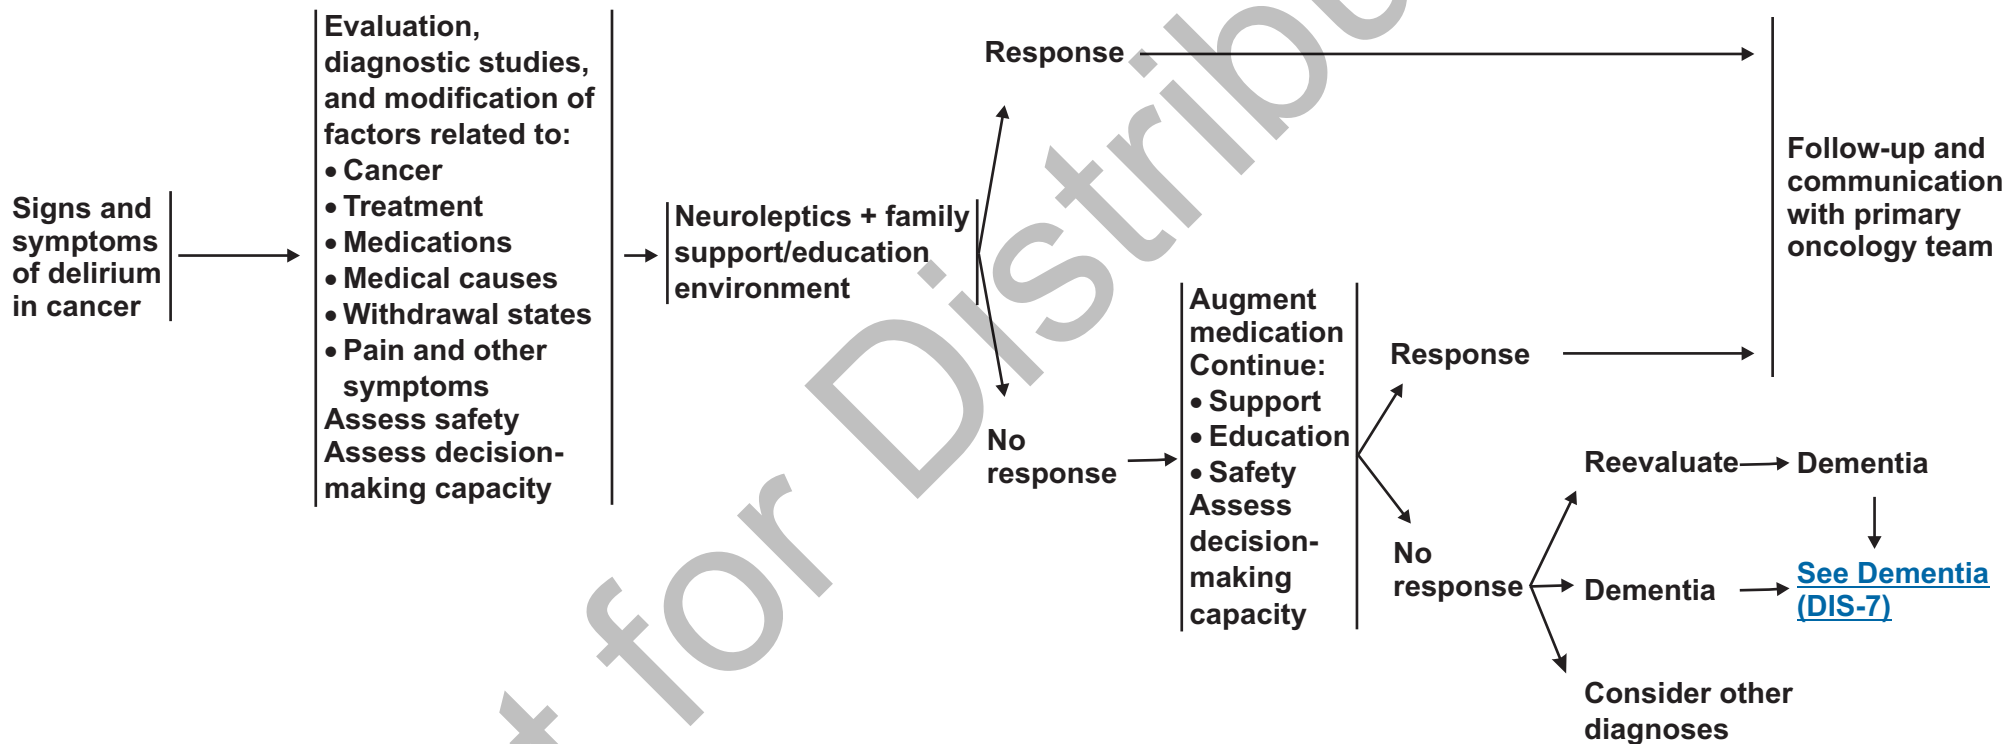 Signs and
symptoms
of delirium
in cancer
Evaluation,
diagnostic studies,
and modification of
factors related to:
• Cancer
• Treatment
• Medications
• Medical causes
• Withdrawal states
• Pain and other
symptoms
Assess safety
Assess decision-
making capacity
Neuroleptics + family
support/education
environment
Response
No
response
Augment
medication
Continue:
• Support
• Education
• Safety
Assess
decision-
making
capacity
Response
No
response
Reevaluate
Dementia
Dementia
See Dementia
(DIS-7)
Consider other
diagnoses
Follow-up and
communication
with primary
oncology team
t for Distribu